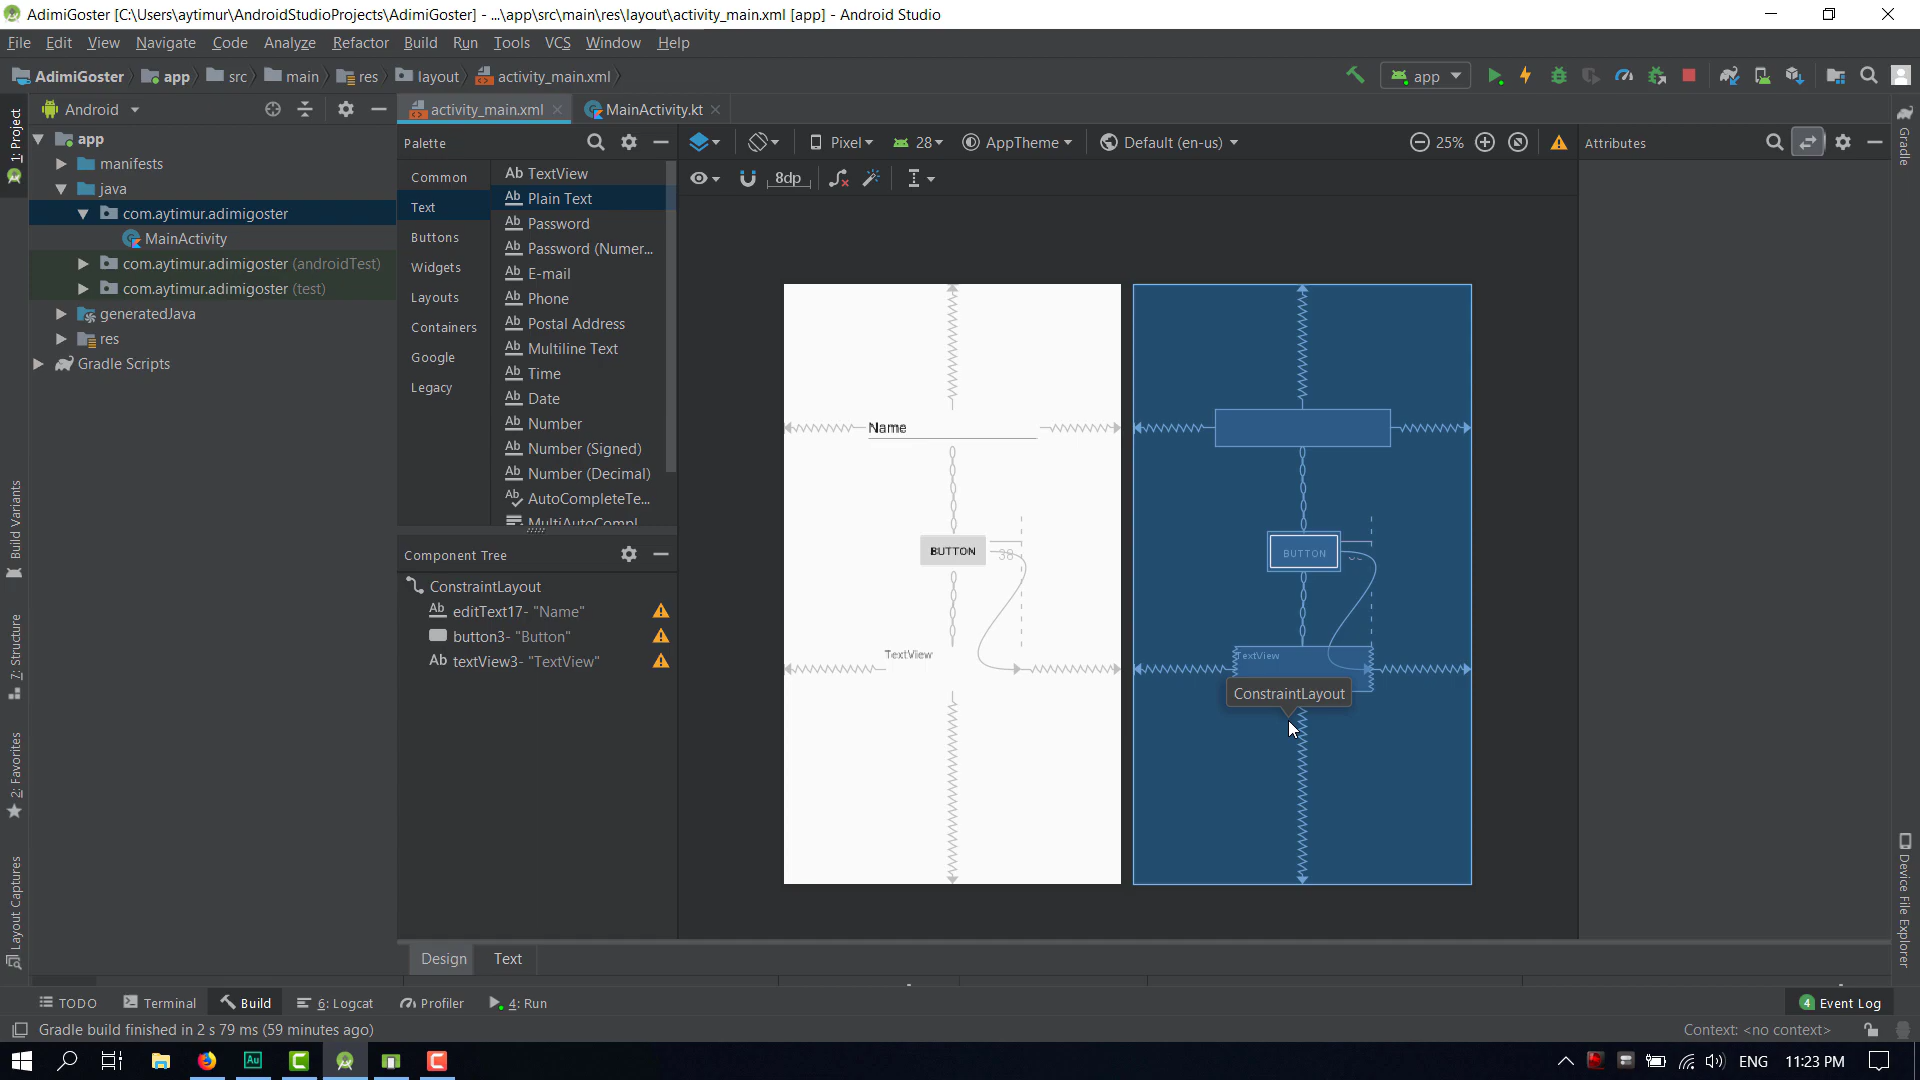 AdimiGoster [C:\Users\aytimur\AndroidStudioProjects\AdimiGoster] - ...\app\src\main\res\layout\activity_main.xml [app] - Android Studio
File Edit View Navigate Code Analyze Refactor Build Run Tools VCS Window Help
AdimiGoster app src main res layout activity_main.xml
app
1: Project
Build Variants
7: Structure
2: Favorites
Layout Captures
Android
app
manifests
java
com.aytimur.adimigoster
MainActivity
com.aytimur.adimigoster (androidTest)
com.aytimur.adimigoster (test)
generatedJava
res
Gradle Scripts
activity_main.xml
MainActivity.kt
Palette
Common
Text
Buttons
Widgets
Layouts
Containers
Google
Legacy
Ab TextView
Ab Plain Text
Ab Password
Ab Password (Numer...
Ab E-mail
Ab Phone
Ab Postal Address
Ab Multiline Text
Ab Time
Ab Date
Ab Number
Ab Number (Signed)
Ab Number (Decimal)
Ab AutoCompleteTe...
MultiAutoCompl
Component Tree
ConstraintLayout
Ab editText17- "Name"
button3- "Button"
Ab textView3- "TextView"
Pixel
28
AppTheme
Default (en-us)
25%
8dp
Name
BUTTON
38
TextView
BUTTON
TextView
ConstraintLayout
Attributes
Gradle
Device File Explorer
Design
Text
TODO
Terminal
Build
6: Logcat
Profiler
4: Run
4 Event Log
Gradle build finished in 2 s 79 ms (59 minutes ago)
Context: <no context>
Au
ENG
11:23 PM